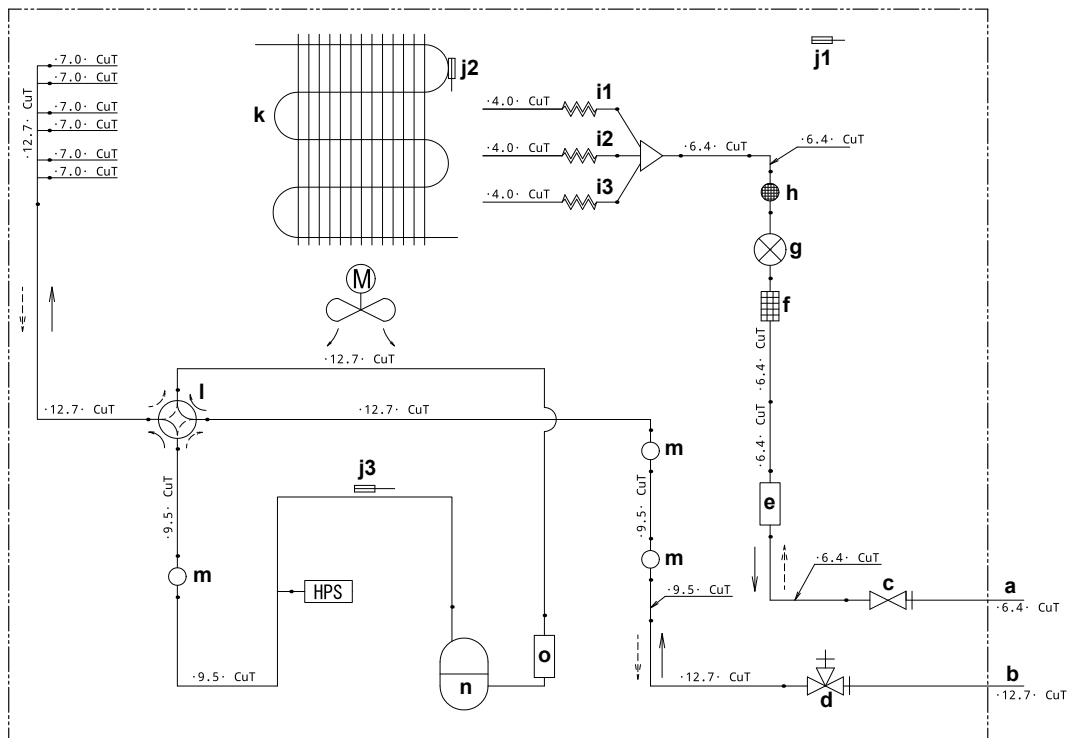 j1
·7.0· CuT
·7.0· CuT
·7.0· CuT
·7.0· CuT
·7.0· CuT
·7.0· CuT
·12.7· CuT
k
j2
·4.0· CuT
i1
·4.0· CuT
i2
·4.0· CuT
i3
·6.4· CuT
·6.4· CuT
h
g
f
M
·12.7· CuT
l
·12.7· CuT
·12.7· CuT
·6.4· CuT
·6.4· CuT
m
j3
·9.5· CuT
·9.5· CuT
e
m
m
HPS
·9.5· CuT
·6.4· CuT
c
a
·6.4· CuT
·9.5· CuT
n
o
·12.7· CuT
d
b
·12.7· CuT